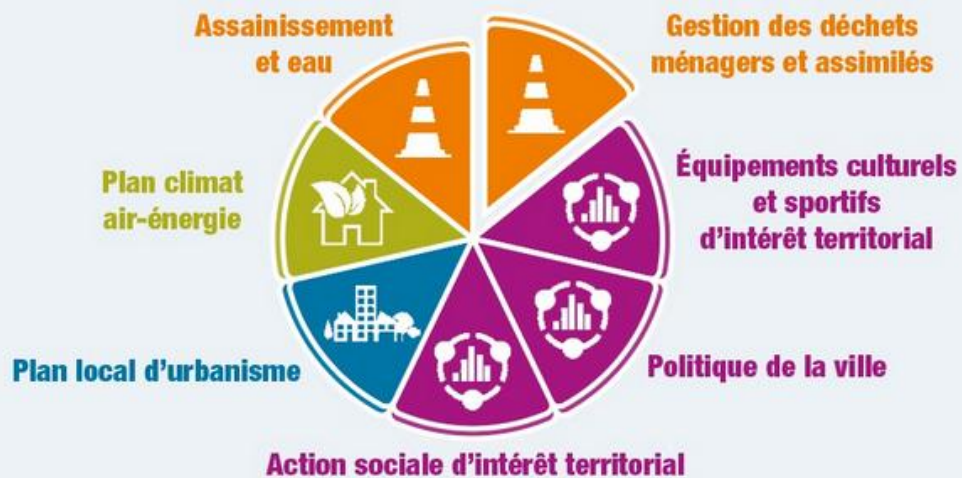 Assainissement
et eau
Gestion des déchets
ménagers et assimilés
Plan climat
air-énergie
Équipements culturels
et sportifs
d'intérêt territorial
Plan local d'urbanisme
Politique de la ville
Action sociale d'intérêt territorial